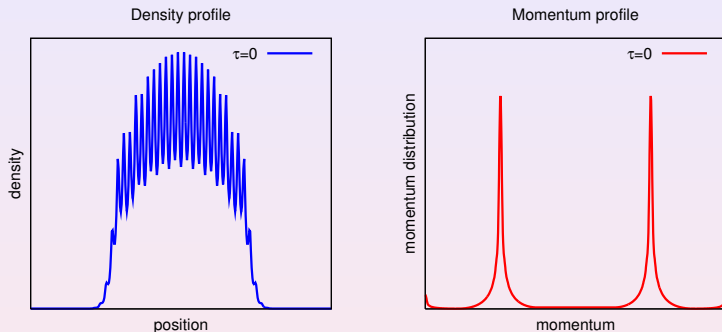 Density profile
τ=0
density
position
Momentum profile
τ=0
momentum distribution
momentum